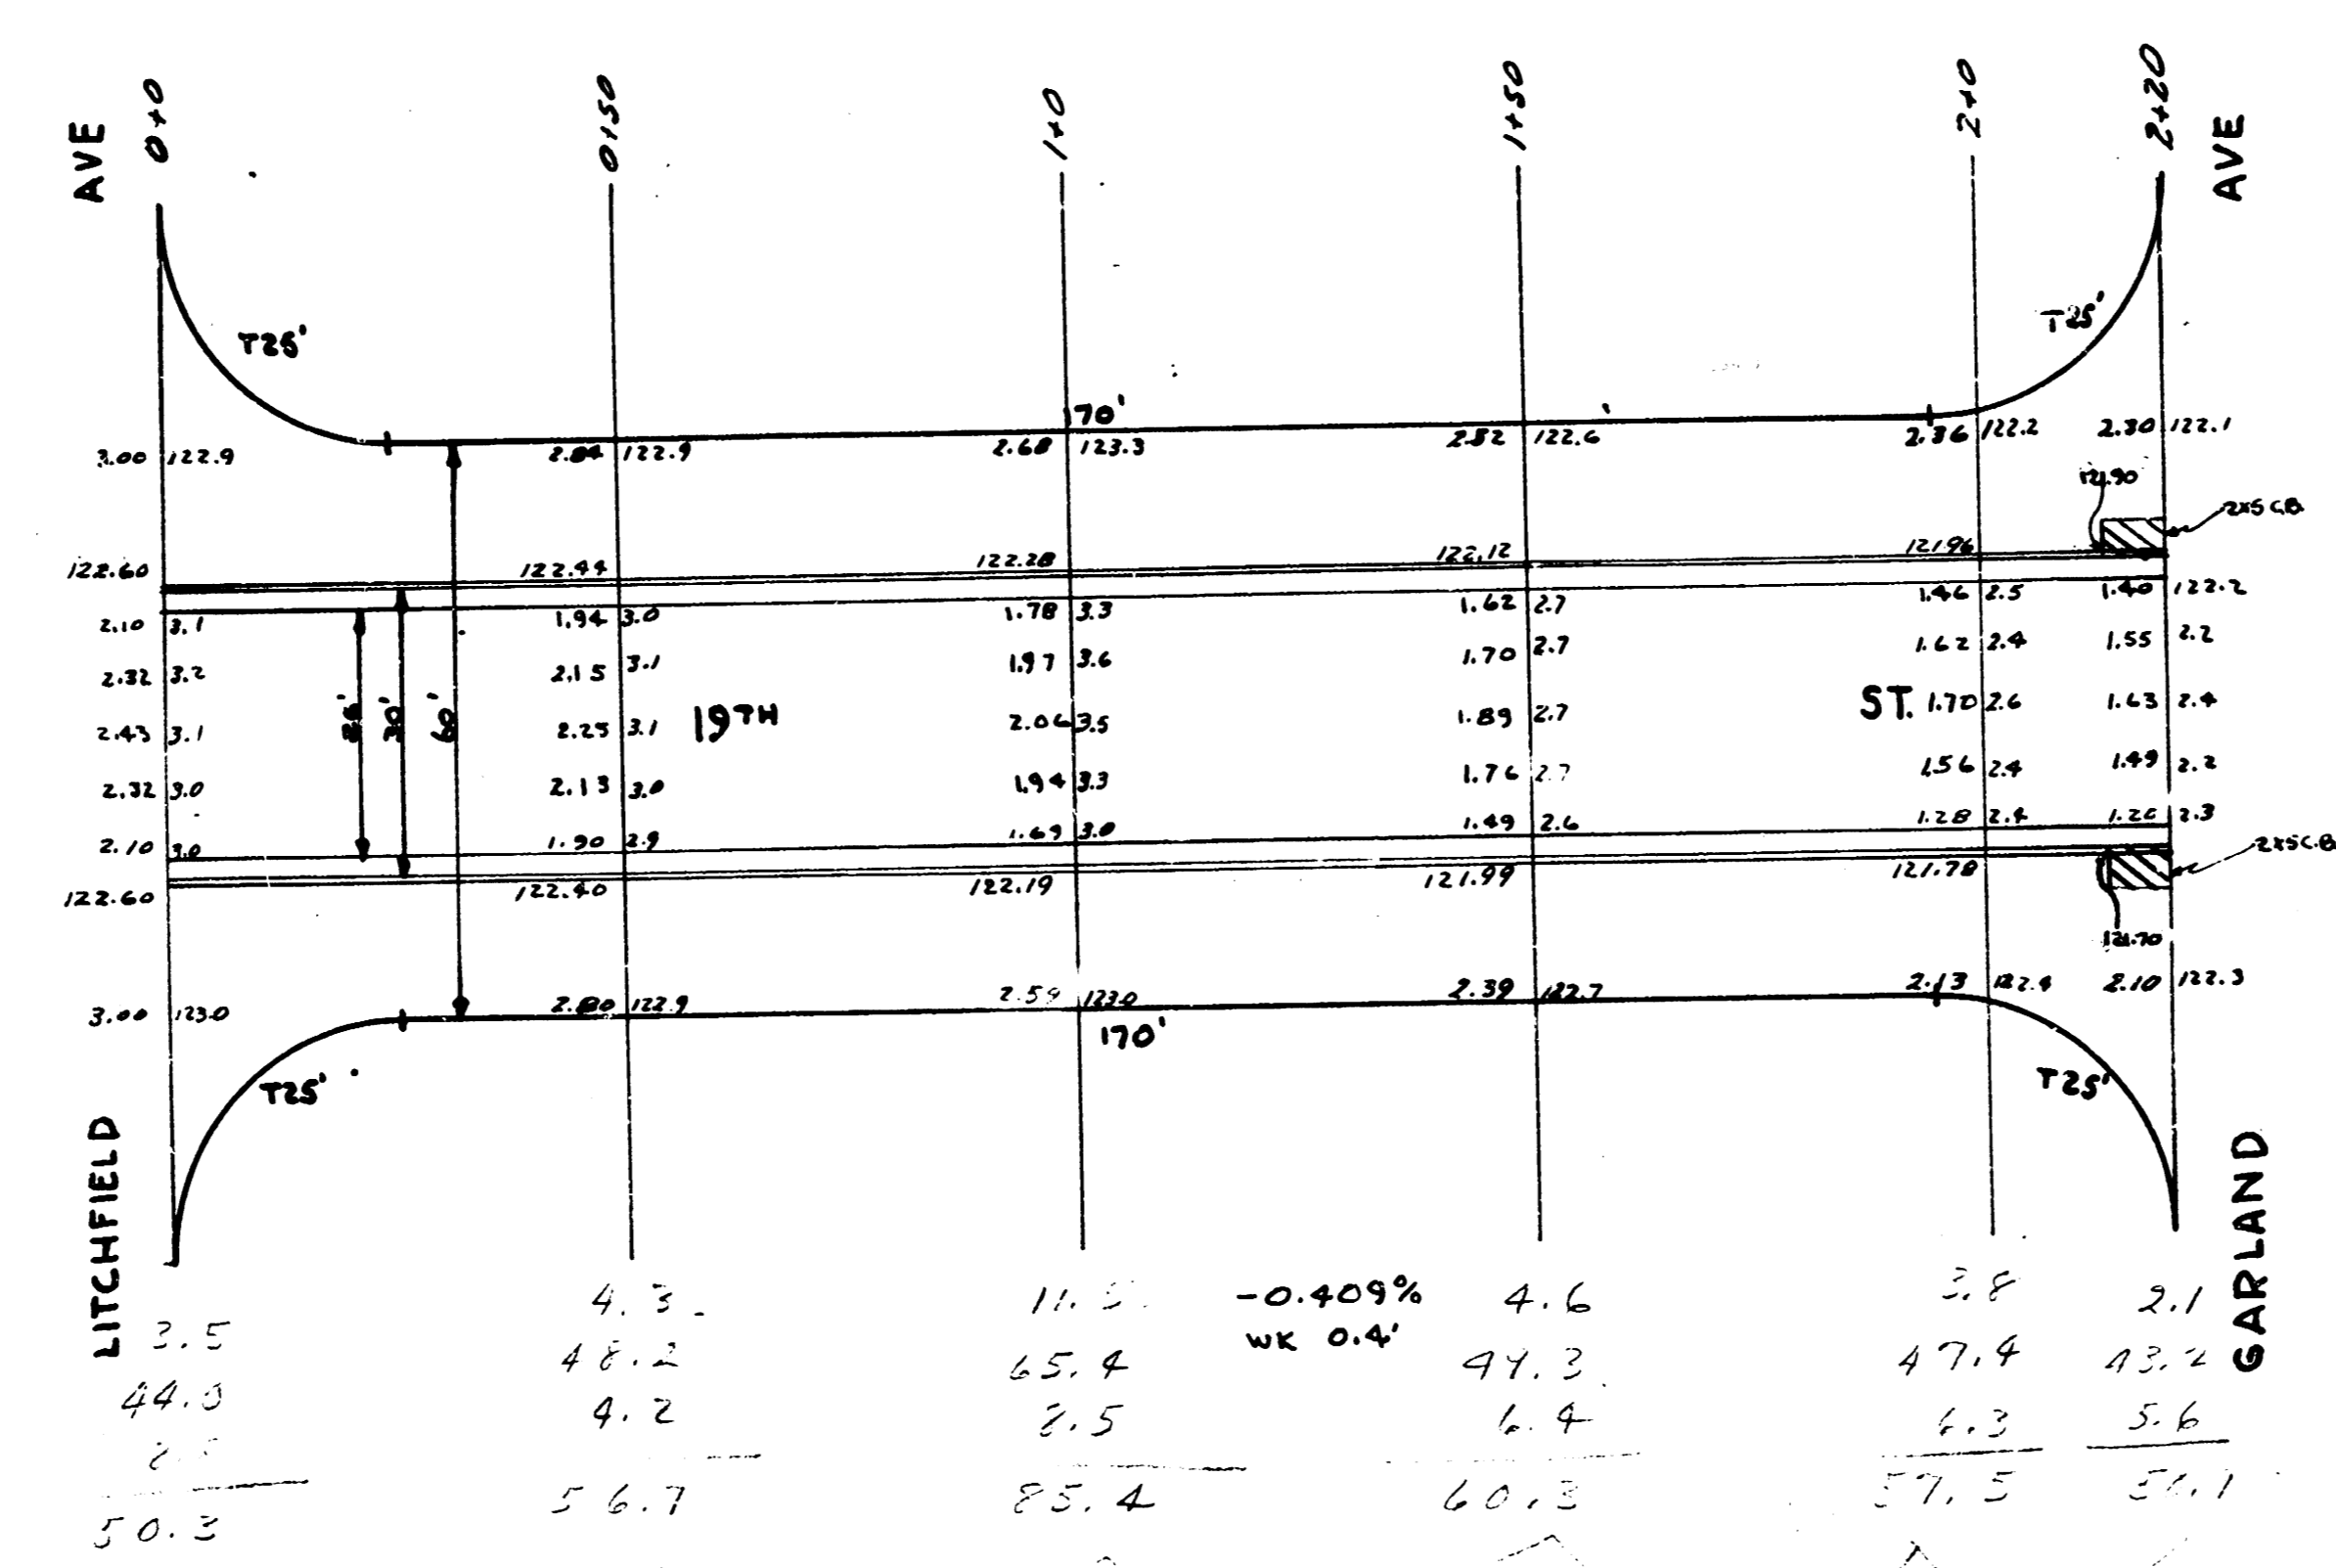 0+0 0+50 1+0 1+50 2+0 2+20
AVE AVE
T25' T25'
170'
3.00 122.9 2.84 122.9 2.68 123.3 2.52 122.6 2.36 122.2 2.30 122.1
121.90
2X5 C.B.
122.60 122.44 122.28 122.12 121.96
2.10 3.1 1.94 3.0 1.78 3.3 1.62 2.7 1.46 2.5 1.40 122.2
2.32 3.2 2.15 3.1 1.97 3.6 1.70 2.7 1.62 2.4 1.55 2.2
2.43 3.1 30' 60' 2.25 3.1 19TH 2.06 3.5 1.89 2.7 ST. 1.70 2.6 1.63 2.4
2.32 3.0 2.13 3.0 1.94 3.3 1.76 2.7 1.56 2.4 1.49 2.2
2.10 3.0 1.90 2.9 1.69 3.0 1.49 2.6 1.28 2.4 1.20 2.3
2X5 C.B.
122.60 122.40 122.19 121.99 121.78
121.70
3.00 123.0 2.80 122.9 2.59 123.0 2.39 122.7 2.13 122.4 2.10 122.3
170'
T25' T25'
LITCHFIELD GARLAND
-0.409%
WK 0.4'
3.5 4.3 4.6 3.8 2.1
48.2 65.4 47.4 43.2
4.2 6.4 6.3 5.6
50.3 56.7 85.4 60.3 57.5